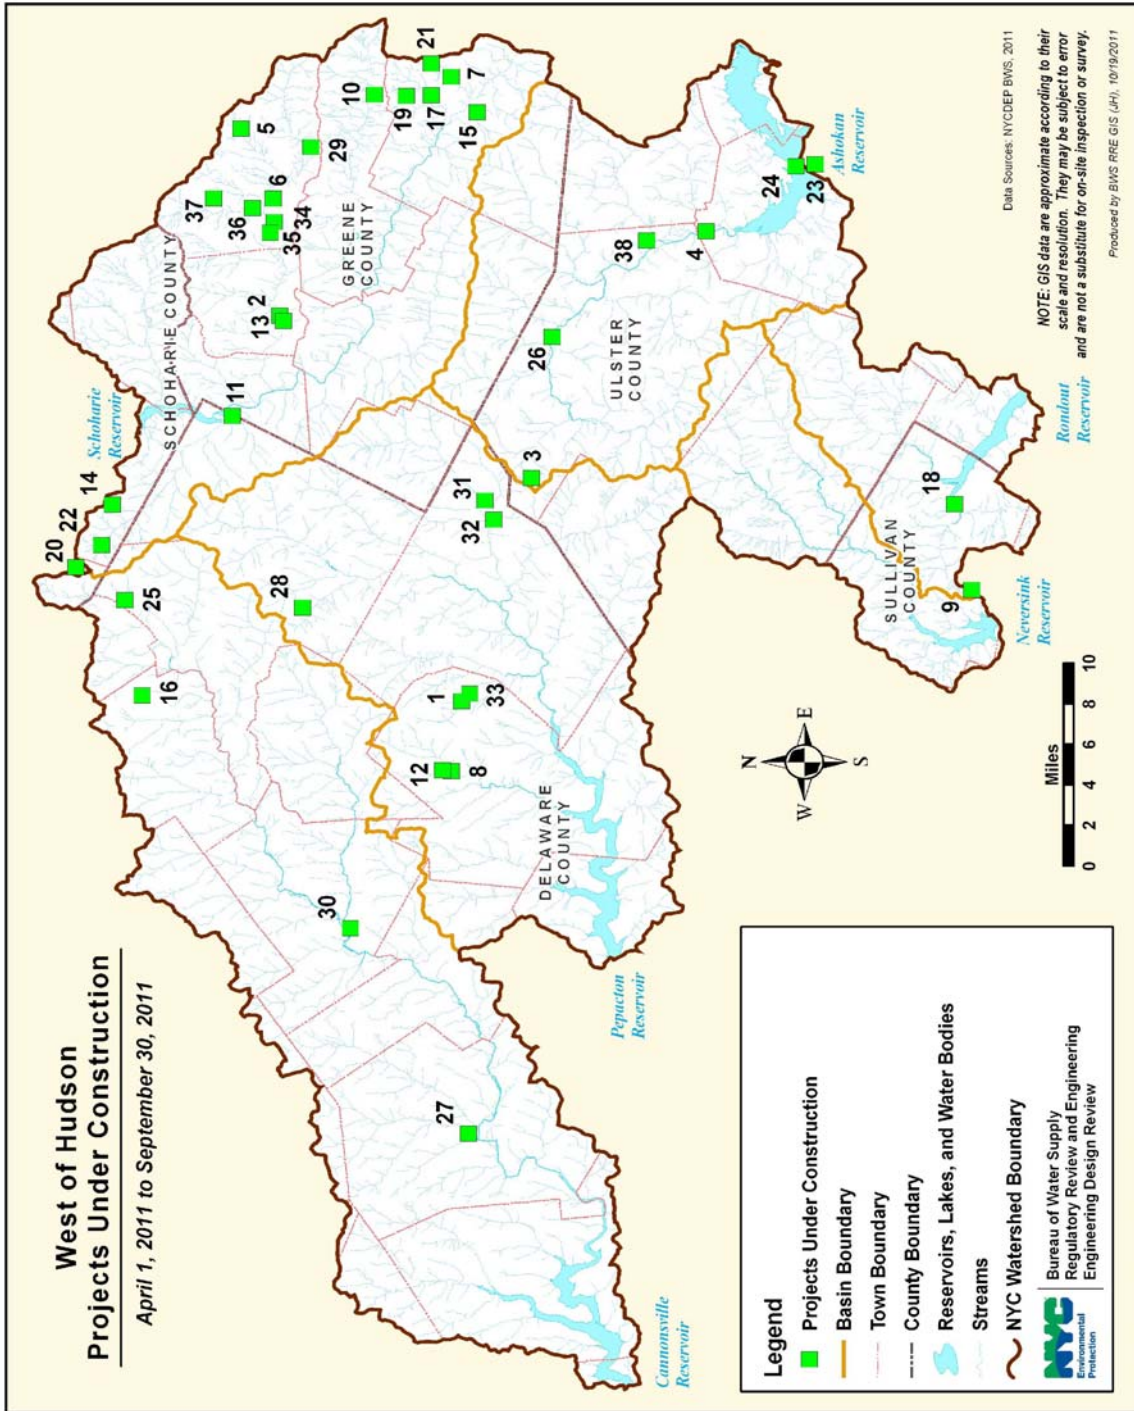 West of Hudson
Projects Under Construction
April 1, 2011 to September 30, 2011
Schoharie
Reservoir
SCHOHARIE COUNTY
GREENE
COUNTY
ULSTER
COUNTY
SULLIVAN
COUNTY
DELAWARE
COUNTY
Cannonsville
Reservoir
Pepacton
Reservoir
Neversink
Reservoir
Rondout
Reservoir
Ashokan
Reservoir
20
22
14
25
16
11
37
5
36
6
35
34
29
13
2
10
19
21
17
7
15
28
30
27
12
8
1
33
32
31
3
26
38
4
24
23
18
9
N
W
E
S
Miles
0
2
4
6
8
10
Legend
Projects Under Construction
Basin Boundary
Town Boundary
County Boundary
Reservoirs, Lakes, and Water Bodies
Streams
NYC Watershed Boundary
NYC
Environmental
Protection
Bureau of Water Supply
Regulatory Review and Engineering
Engineering Design Review
Data Sources: NYCDEP BWS, 2011
NOTE: GIS data are approximate according to their
scale and resolution. They may be subject to error
and are not a substitute for on-site inspection or survey.
Produced by BWS RRE GIS (JH), 10/19/2011